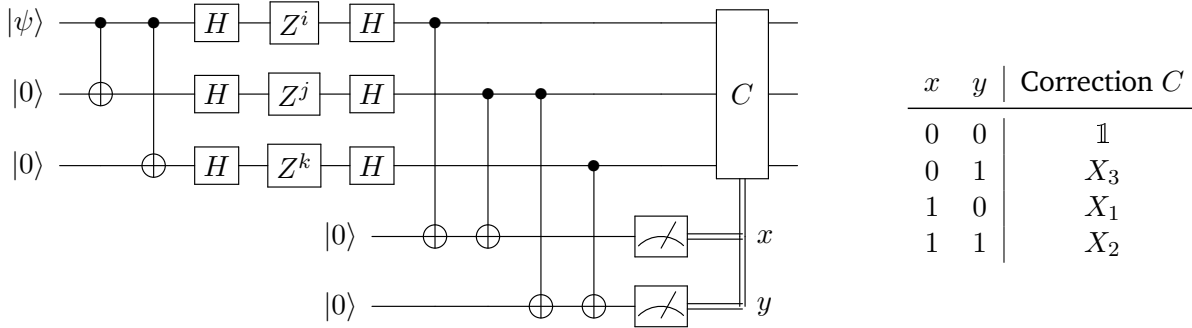 |ψ⟩ H Z^i H
|0⟩ H Z^j H C
|0⟩ H Z^k H
|0⟩ x
|0⟩ y
x y Correction C
0 0 𝟙
0 1 X_3
1 0 X_1
1 1 X_2